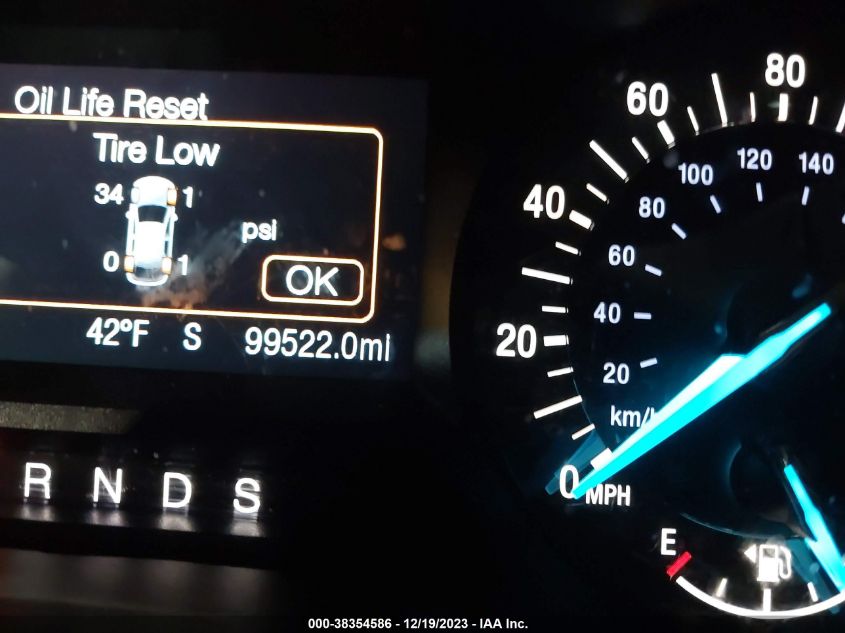 Oil Life Reset
Tire Low
34 1
psi
0 1
OK
42°F S 99522.0mi
R N D S
80
60
40
20
0
MPH
140
120
100
80
60
40
20
km/
E
000-38354586 - 12/19/2023 - IAA Inc.